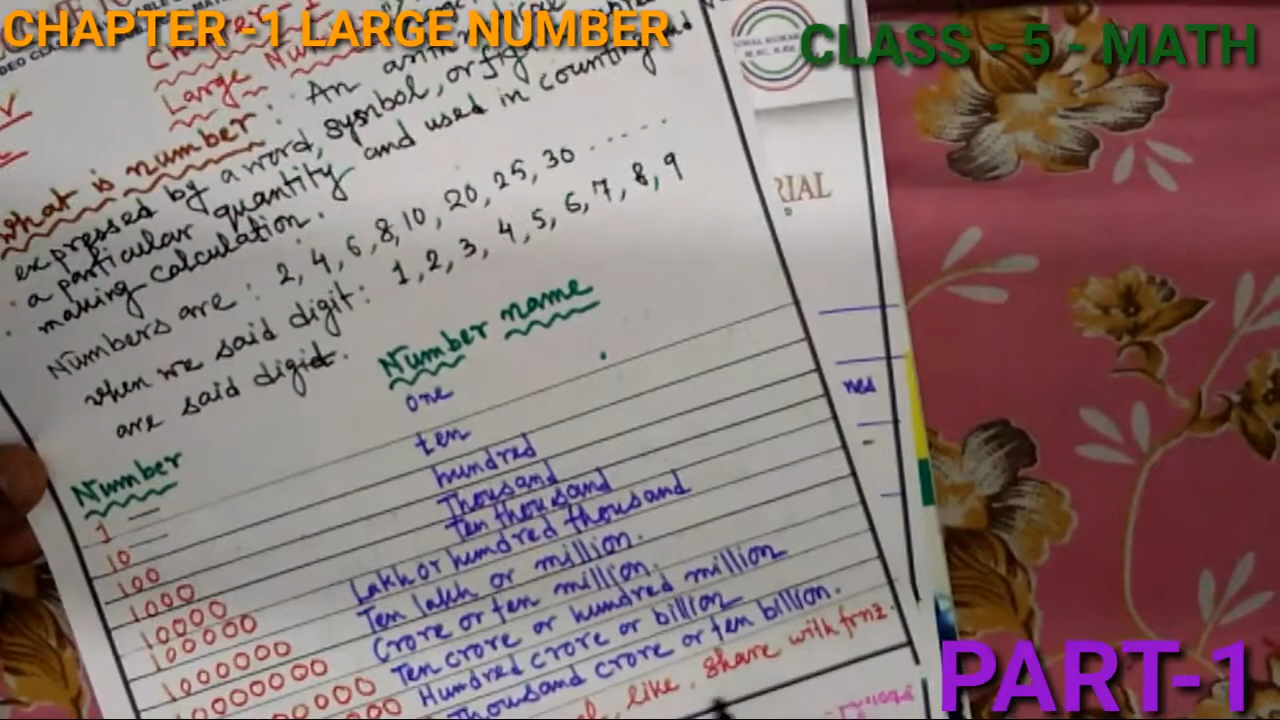 CHAPTER -1 LARGE NUMBER
CLASS - 5 - MATH
Large
What is number : An
expressed by a word, symbol, or
a particular quantity and used in counting and
making calculation.
Numbers are : 2, 4, 6, 8, 10, 20, 25, 30 ......
when we said digit : 1, 2, 3, 4, 5, 6, 7, 8, 9
are said digit.
Number Number name
1 one
10 ten
100 hundred
1000 Thousand
10000 Ten thousand
100000 Lakh or hundred thousand
1000000 Ten lakh or million.
10000000 Crore or ten million.
Ten crore or hundred million
Hundred crore or billion
Thousand crore or ten billion.
like, share with frnz.
RIAL
nes
PART-1